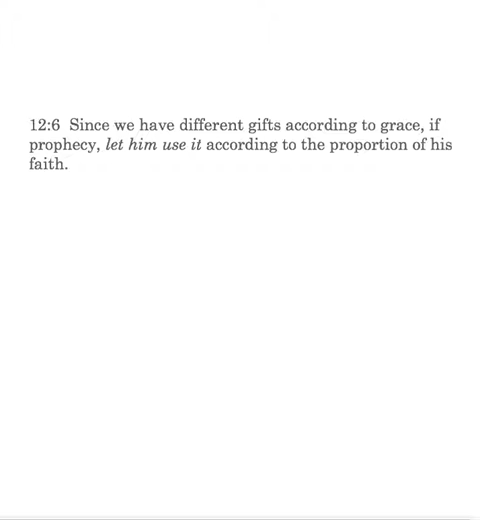 12:6 Since we have different gifts according to grace, if
prophecy, let him use it according to the proportion of his
faith.